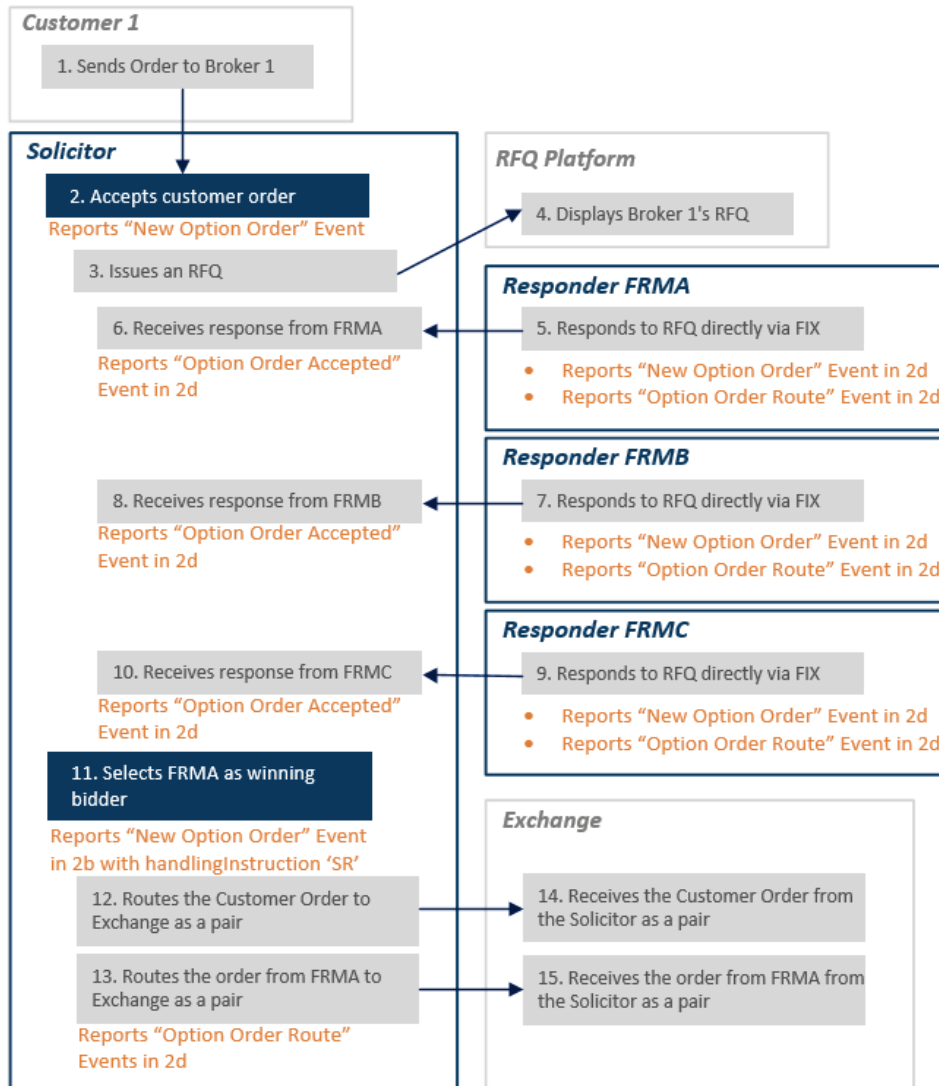 Customer 1
1. Sends Order to Broker 1
Solicitor
2. Accepts customer order
Reports “New Option Order” Event
3. Issues an RFQ
RFQ Platform
4. Displays Broker 1's RFQ
Responder FRMA
5. Responds to RFQ directly via FIX
• Reports “New Option Order” Event in 2d
• Reports “Option Order Route” Event in 2d
6. Receives response from FRMA
Reports “Option Order Accepted”
Event in 2d
Responder FRMB
7. Responds to RFQ directly via FIX
• Reports “New Option Order” Event in 2d
• Reports “Option Order Route” Event in 2d
8. Receives response from FRMB
Reports “Option Order Accepted”
Event in 2d
Responder FRMC
9. Responds to RFQ directly via FIX
• Reports “New Option Order” Event in 2d
• Reports “Option Order Route” Event in 2d
10. Receives response from FRMC
Reports “Option Order Accepted”
Event in 2d
11. Selects FRMA as winning
bidder
Reports “New Option Order” Event
in 2b with handlingInstruction ‘SR’
12. Routes the Customer Order to
Exchange as a pair
13. Routes the order from FRMA to
Exchange as a pair
Reports “Option Order Route”
Events in 2d
Exchange
14. Receives the Customer Order from
the Solicitor as a pair
15. Receives the order from FRMA from
the Solicitor as a pair